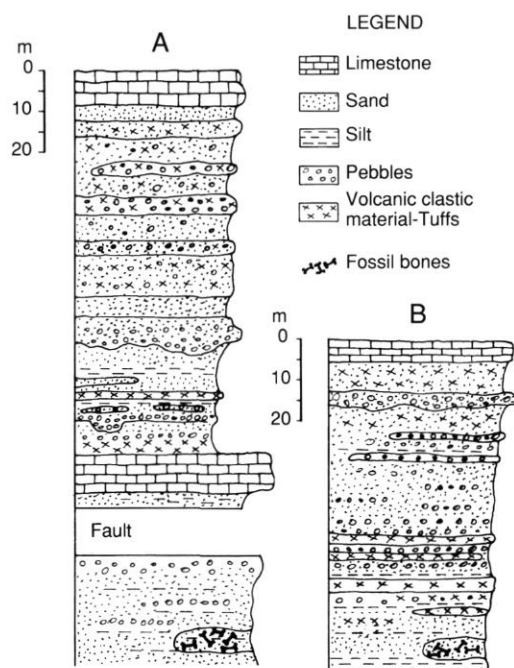 LEGEND
Limestone
Sand
Silt
Pebbles
Volcanic clastic
material-Tuffs
Fossil bones
A
m
0
10
20
Fault
B
m
0
10
20